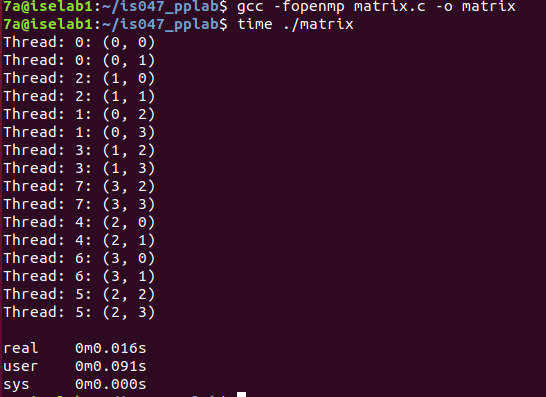 7a@iselab1:~/is047_pplab$ gcc -fopenmp matrix.c -o matrix
7a@iselab1:~/is047_pplab$ time ./matrix
Thread: 0: (0, 0)
Thread: 0: (0, 1)
Thread: 2: (1, 0)
Thread: 2: (1, 1)
Thread: 1: (0, 2)
Thread: 1: (0, 3)
Thread: 3: (1, 2)
Thread: 3: (1, 3)
Thread: 7: (3, 2)
Thread: 7: (3, 3)
Thread: 4: (2, 0)
Thread: 4: (2, 1)
Thread: 6: (3, 0)
Thread: 6: (3, 1)
Thread: 5: (2, 2)
Thread: 5: (2, 3)
real    0m0.016s
user    0m0.091s
sys     0m0.000s